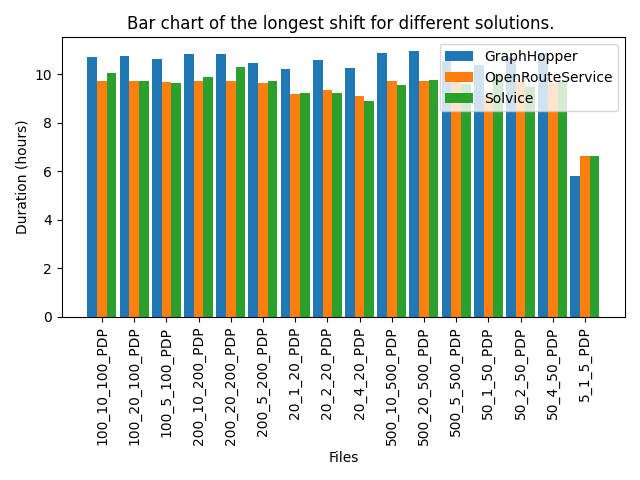 Bar chart of the longest shift for different solutions.
GraphHopper
OpenRouteService
Solvice
Duration (hours)
10
8
6
4
2
0
100_10_100_PDP
100_20_100_PDP
100_5_100_PDP
200_10_200_PDP
200_20_200_PDP
200_5_200_PDP
20_1_20_PDP
20_2_20_PDP
20_4_20_PDP
500_10_500_PDP
500_20_500_PDP
500_5_500_PDP
50_1_50_PDP
50_2_50_PDP
50_4_50_PDP
5_1_5_PDP
Files